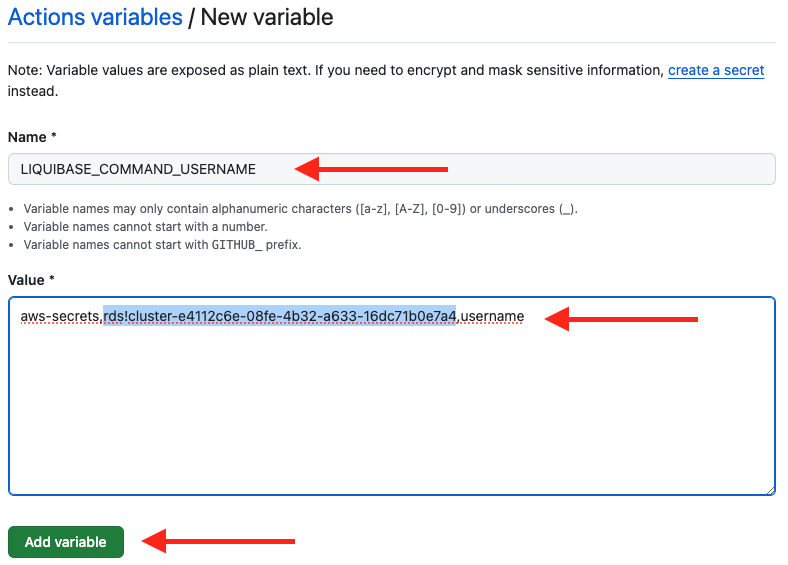 Actions variables / New variable
Note: Variable values are exposed as plain text. If you need to encrypt and mask sensitive information, create a secret
instead.
Name *
LIQUIBASE_COMMAND_USERNAME
• Variable names may only contain alphanumeric characters ([a-z], [A-Z], [0-9]) or underscores (_).
• Variable names cannot start with a number.
• Variable names cannot start with GITHUB_ prefix.
Value *
aws-secrets,rds!cluster-e4112c6e-08fe-4b32-a633-16dc71b0e7a4,username
Add variable